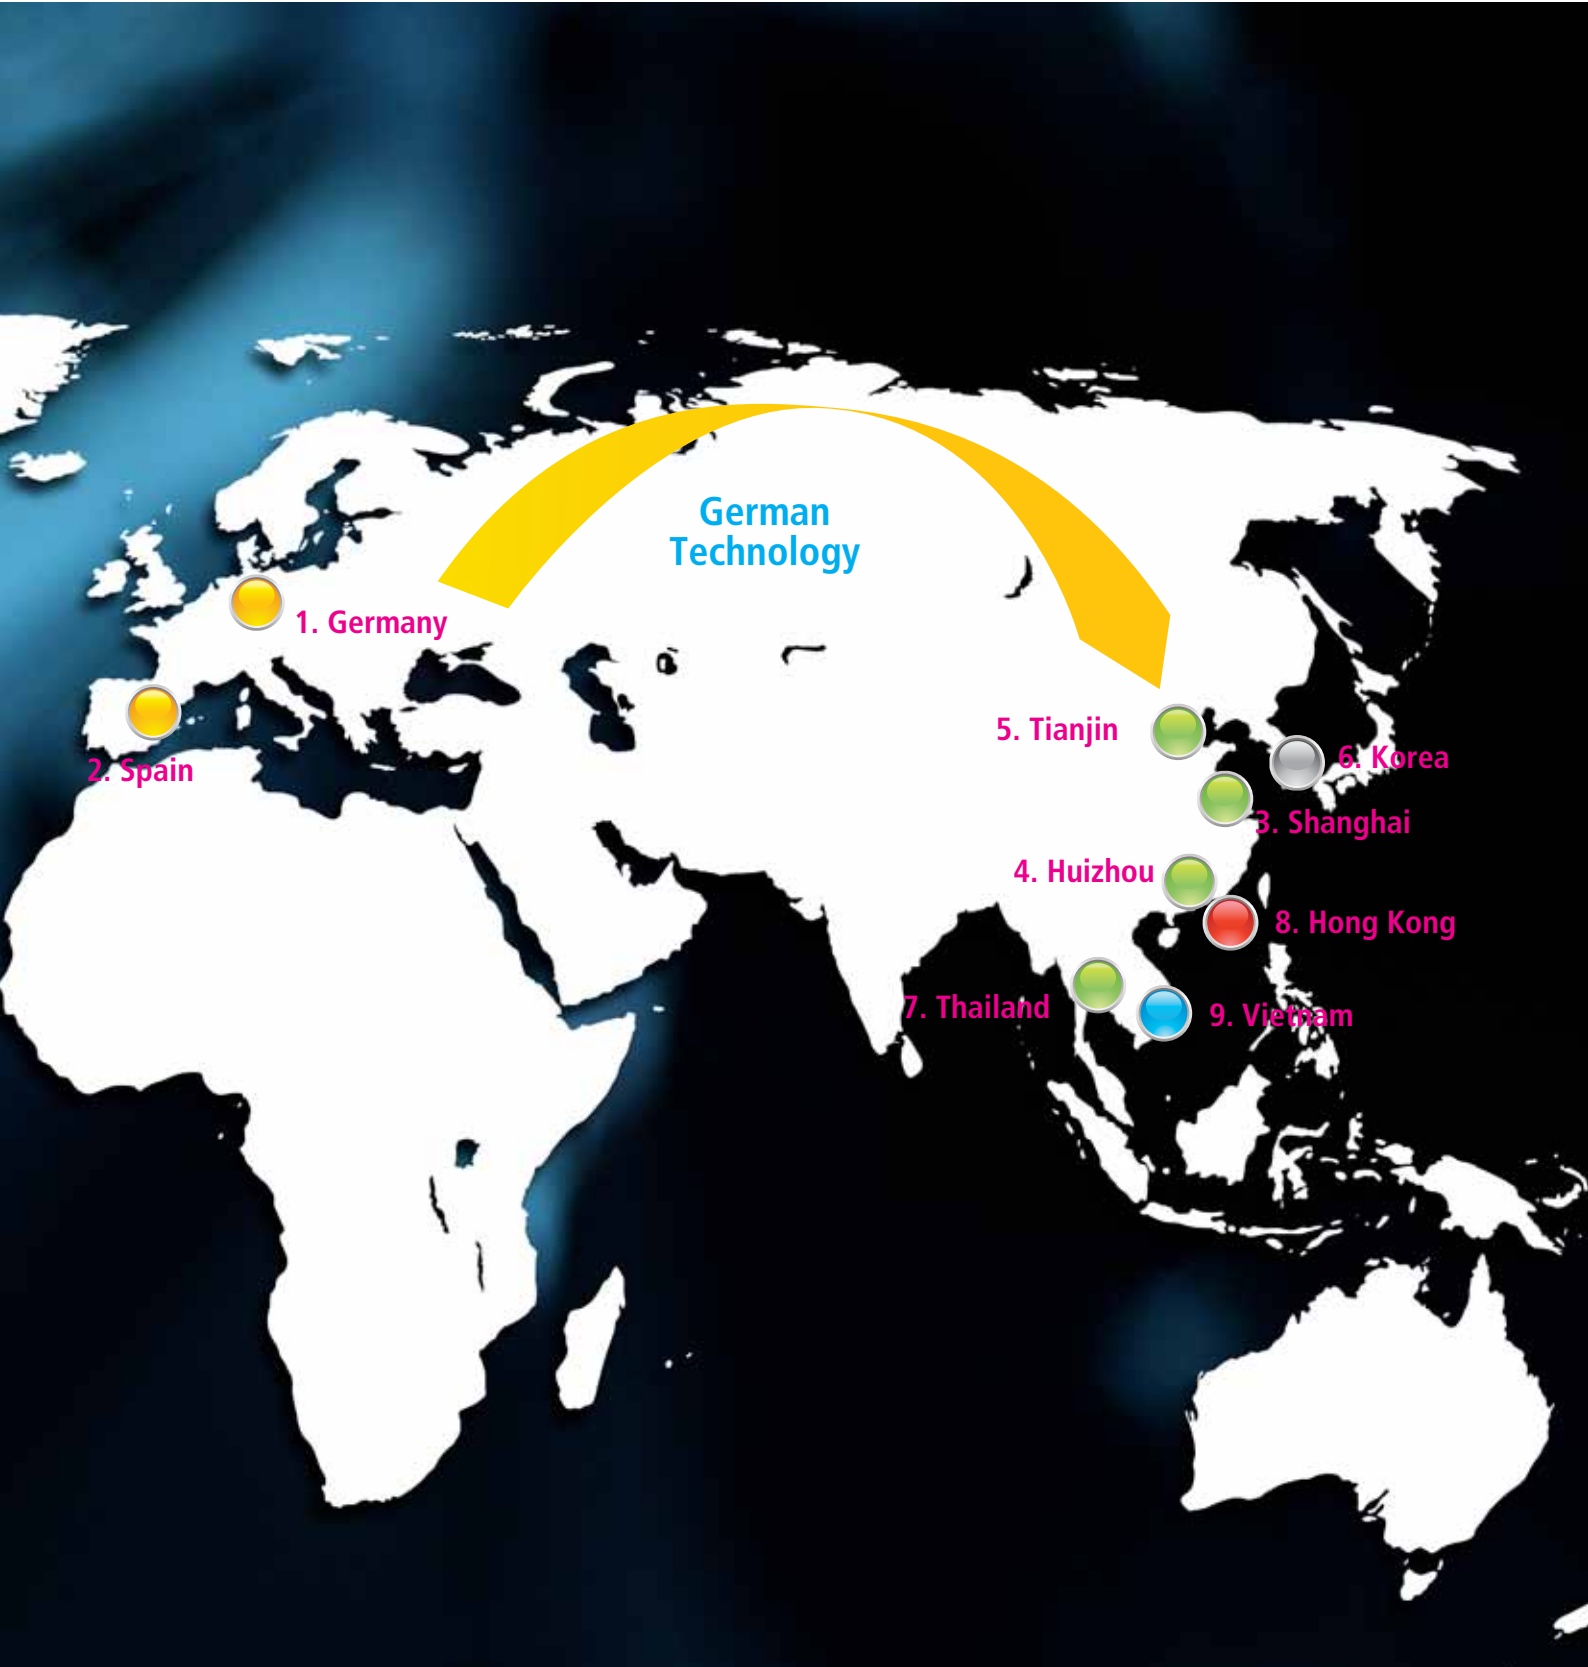 German
Technology
1. Germany
5. Tianjin
6. Korea
2. Spain
3. Shanghai
4. Huizhou
8. Hong Kong
7. Thailand
9. Vietnam